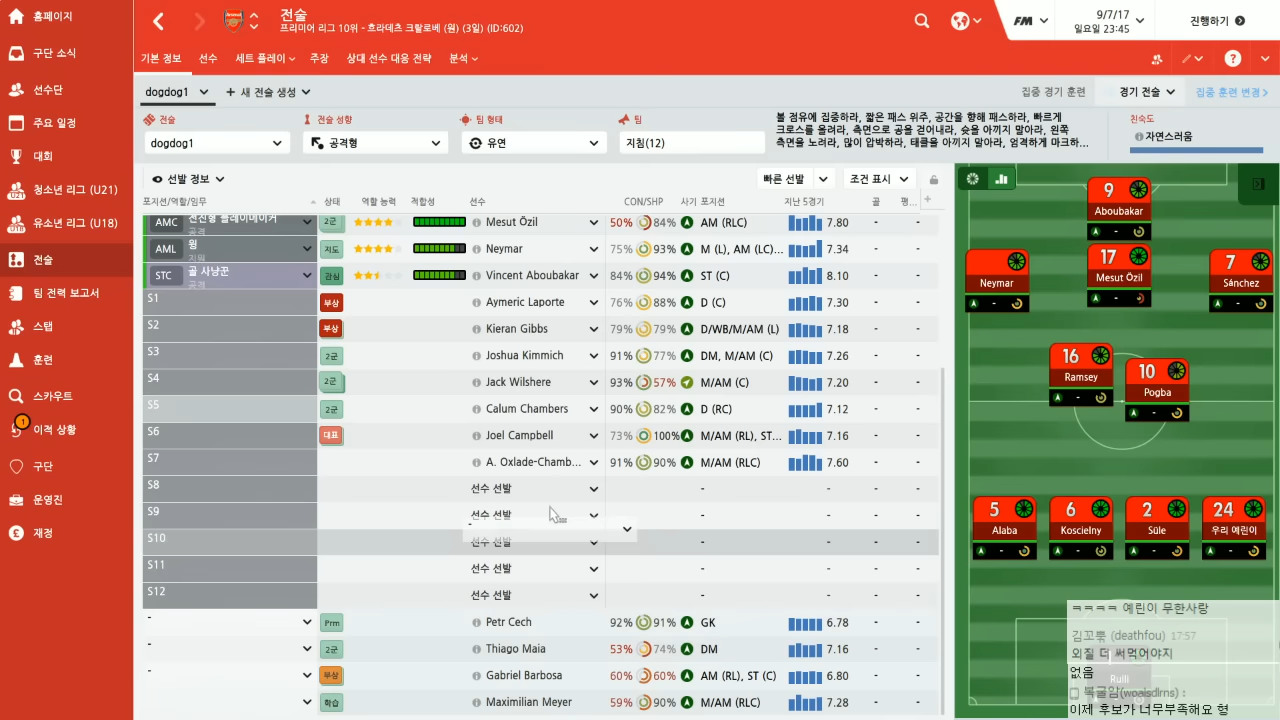 홈페이지
구단 소식
선수단
주요 일정
대회
청소년 리그 (U21)
유소년 리그 (U18)
전술
팀 전력 보고서
스탭
훈련
스카우트
1
이적 상황
구단
운영진
재정
전술
프리미어 리그 10위 - 흐라데츠 크랄로베 (원) (3일) (ID:602)
FM
9/7/17
일요일 23:45
진행하기
기본 정보 선수 세트 플레이 주장 상대 선수 대응 전략 분석
dogdog1 + 새 전술 생성
집중 경기 훈련 경기 전술 집중 훈련 변경>
전술 전술 성향 팀 형태 팀
dogdog1 공격형 유연 지침(12)
볼 점유에 집중하라, 짧은 패스 위주, 공간을 향해 패스하라, 빠르게
크로스를 올려라, 측면으로 공을 걷어내라, 슛을 아끼지 말아라, 왼쪽
측면을 노려라, 많이 압박하라, 태클을 아끼지 말아라, 엄격하게 마크하...
친숙도
자연스러움
선발 정보 빠른 선발 조건 표시
포지션/역할/임무 상태 역할 능력 적합성 선수 CON/SHP 사기 포지션 지난 5경기 골 평...
AMC 전진형 플레이메이커 공격 2군 Mesut Özil 50% 84% AM (RLC) 7.80 - -
AML 윙 지원 지도 Neymar 75% 93% M (L), AM (LC)... 7.34 - -
STC 골 사냥꾼 공격 관심 Vincent Aboubakar 84% 94% ST (C) 8.10 - -
S1 부상 Aymeric Laporte 76% 88% D (C) 7.30 - -
S2 부상 Kieran Gibbs 79% 79% D/WB/M/AM (L) 7.18 - -
S3 2군 Joshua Kimmich 91% 77% DM, M/AM (C) 7.26 - -
S4 2군 Jack Wilshere 93% 57% M/AM (C) 7.20 - -
S5 2군 Calum Chambers 90% 82% D (RC) 7.12 - -
S6 대표 Joel Campbell 73% 100% M/AM (RL), ST... 7.16 - -
S7 A. Oxlade-Chamb... 91% 90% M/AM (RLC) 7.60 - -
S8 선수 선발 - - - -
S9 선수 선발 - - - -
-
S10 선수 선발 - - - -
S11 선수 선발 - - - -
S12 선수 선발 - - - -
- Prm Petr Cech 92% 91% GK 6.78 - -
- 2군 Thiago Maia 53% 74% DM 7.16 - -
- 부상 Gabriel Barbosa 60% 60% AM (RL), ST (C) 6.80 - -
학습 Maximilian Meyer 59% 90% M/AM (RLC) 7.28 - -
9
Aboubakar
-
17
Mesut Özil
-
Neymar
-
7
Sánchez
-
16
Ramsey
-
10
Pogba
-
5 6 2 24
Alaba Koscielny Süle 우리 예린이
- - - -
Rulli
ㅋㅋㅋㅋ 예린이 무한사랑
김꼬풋 (deathfou) 17:57
외질 더 써먹어야지
없음
복귤암(woaisdlrns) :
이제 후보가 너무부족해요 형